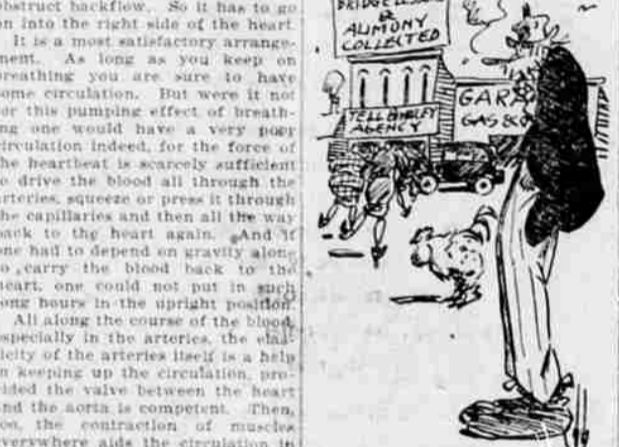 obstruct backflow. So it has to go
on into the right side of the heart.
It is a most satisfactory arrange-
ment. As long as you keep on
breathing you are sure to have
some circulation. But were it not
for this pumping effect of breath-
ing one would have a very poor
circulation indeed, for the force of
the heartbeat is scarcely sufficient
to drive the blood all through the
arteries, squeeze or press it through
the capillaries and then all the way
back to the heart again. And if
one had to depend on gravity alone
to carry the blood back to the
heart, one could not put in such
long hours in the upright position.
All along the course of the blood,
especially in the arteries, the elas-
ticity of the arteries itself is a help
in keeping up the circulation, pro-
vided the valve between the heart
and the aorta is competent. Then,
too, the contraction of muscles
everywhere aids the circulation in
BRIDGE
&
ALIMONY
COLLECTED
AGENCY
GARA
GAS &